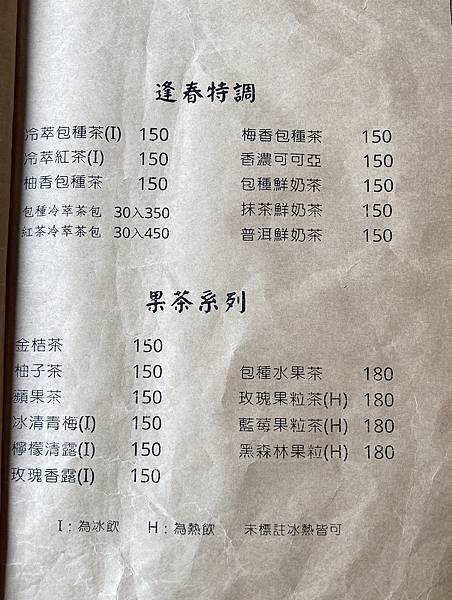 逢春特調
冷萃包種茶(I) 150
冷萃紅茶(I) 150
柚香包種茶 150
包種冷萃茶包 30入350
紅茶冷萃茶包 30入450
梅香包種茶 150
香濃可可亞 150
包種鮮奶茶 150
抹茶鮮奶茶 150
普洱鮮奶茶 150
果茶系列
金桔茶 150
柚子茶 150
蘋果茶 150
冰清青梅(I) 150
檸檬清露(I) 150
玫瑰香露(I) 150
包種水果茶 180
玫瑰果粒茶(H) 180
藍莓果粒茶(H) 180
黑森林果粒(H) 180
I：為冰飲 H：為熱飲 未標註冰熱皆可